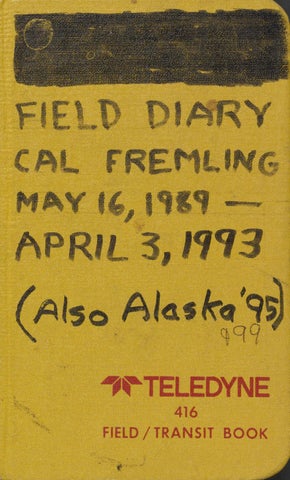 FIELD DIARY
CAL FREMLING
MAY 16, 1989 —
APRIL 3, 1993
(Also Alaska '95)
&99
TELEDYNE
416
FIELD / TRANSIT BOOK